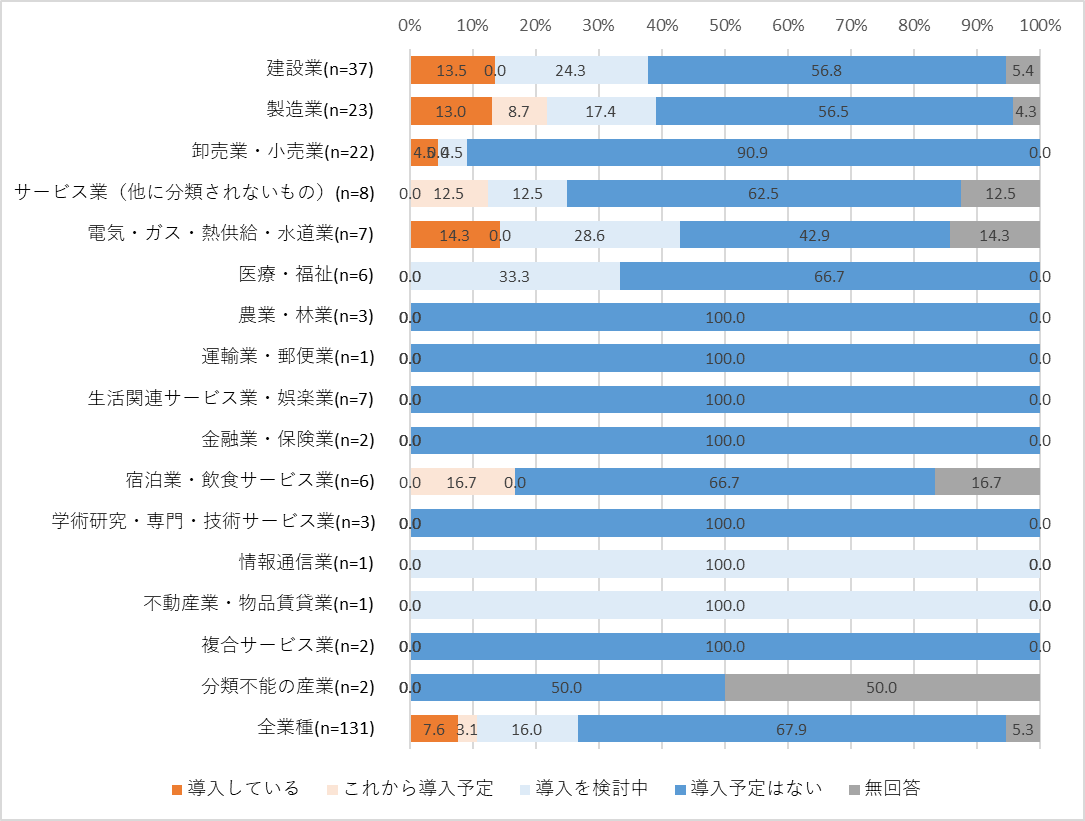 0% 10% 20% 30% 40% 50% 60% 70% 80% 90% 100%
建設業(n=37) 13.5 0.0 24.3 56.8 5.4
製造業(n=23) 13.0 8.7 17.4 56.5 4.3
卸売業・小売業(n=22) 4.5 0.0 4.5 90.9 0.0
サービス業（他に分類されないもの）(n=8) 0.0 12.5 12.5 62.5 12.5
電気・ガス・熱供給・水道業(n=7) 14.3 0.0 28.6 42.9 14.3
医療・福祉(n=6) 0.0 33.3 66.7 0.0
農業・林業(n=3) 0.0 100.0 0.0
運輸業・郵便業(n=1) 0.0 100.0 0.0
生活関連サービス業・娯楽業(n=7) 0.0 100.0 0.0
金融業・保険業(n=2) 0.0 100.0 0.0
宿泊業・飲食サービス業(n=6) 0.0 16.7 0.0 66.7 16.7
学術研究・専門・技術サービス業(n=3) 0.0 100.0 0.0
情報通信業(n=1) 0.0 100.0 0.0
不動産業・物品賃貸業(n=1) 0.0 100.0 0.0
複合サービス業(n=2) 0.0 100.0 0.0
分類不能の産業(n=2) 0.0 50.0 50.0
全業種(n=131) 7.6 3.1 16.0 67.9 5.3
導入している これから導入予定 導入を検討中 導入予定はない 無回答